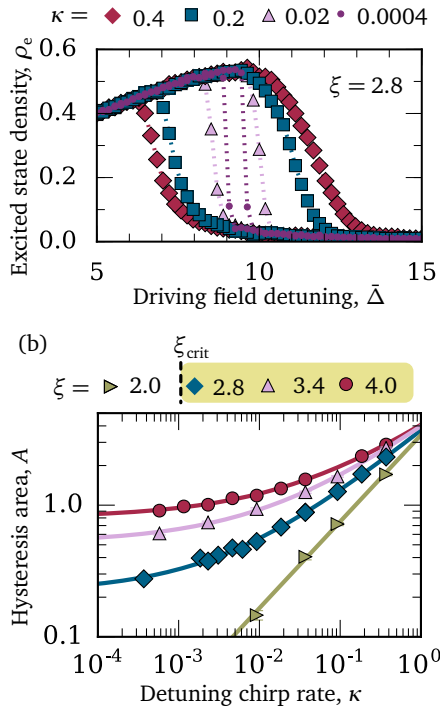 κ = 0.4 0.2 0.02 0.0004
Excited state density, ρe
0.6
0.4
0.2
0.0
ξ = 2.8
5 10 15
Driving field detuning, Δ̄
(b)
ξcrit
ξ = 2.0 2.8 3.4 4.0
Hysteresis area, A
1.0
0.1
10⁻⁴ 10⁻³ 10⁻² 10⁻¹ 10⁰
Detuning chirp rate, κ